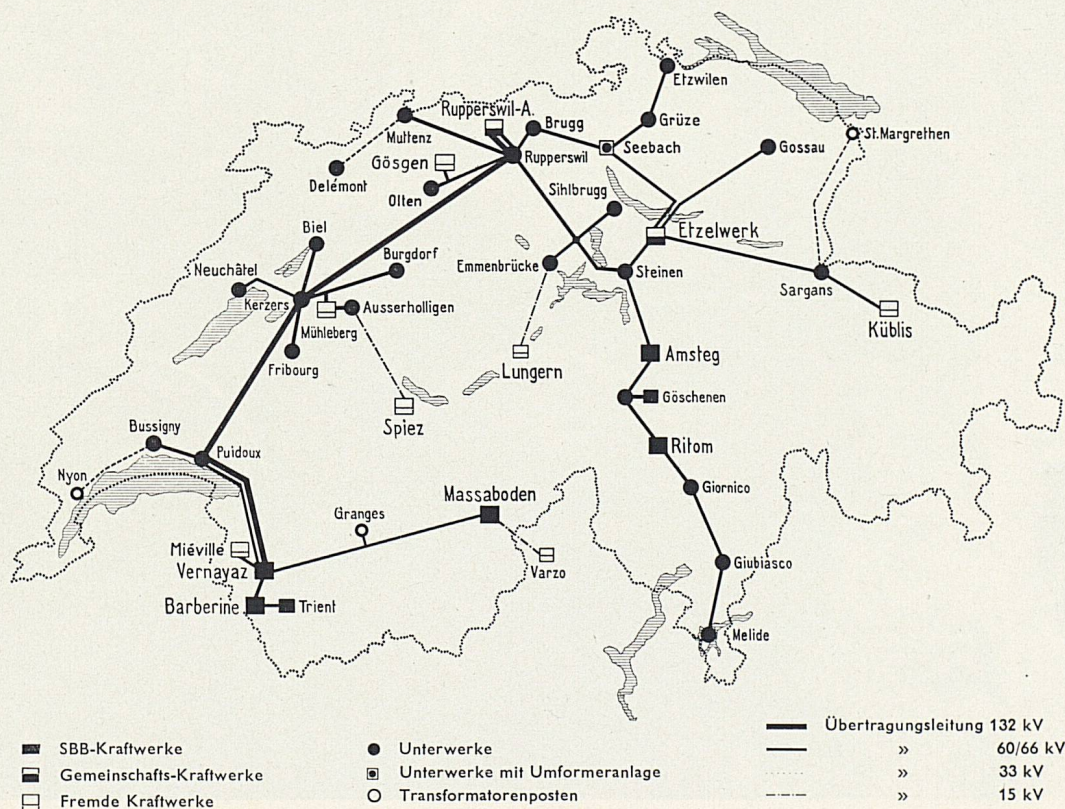 Etzwilen
Rupperswil-A.
Brugg
Grüze
Muttenz
St. Margrethen
Seebach
Gossau
Gösgen
Rupperswil
Delémont
Olten
Sihlbrugg
Etzelwerk
Biel
Burgdorf
Emmenbrücke
Steinen
Neuchâtel
Sargans
Kerzers
Ausserholligen
Mühleberg
Küblis
Fribourg
Lungern
Amsteg
Göschenen
Spiez
Bussigny
Puidoux
Ritom
Nyon
Giornico
Massaboden
Granges
Miéville
Vernayaz
Varzo
Giubiasco
Barberine
Trient
Melide
SBB-Kraftwerke
Gemeinschafts-Kraftwerke
Fremde Kraftwerke
Unterwerke
Unterwerke mit Umformeranlage
Transformatorenposten
Übertragungsleitung 132 kV
» 60/66 kV
» 33 kV
» 15 kV